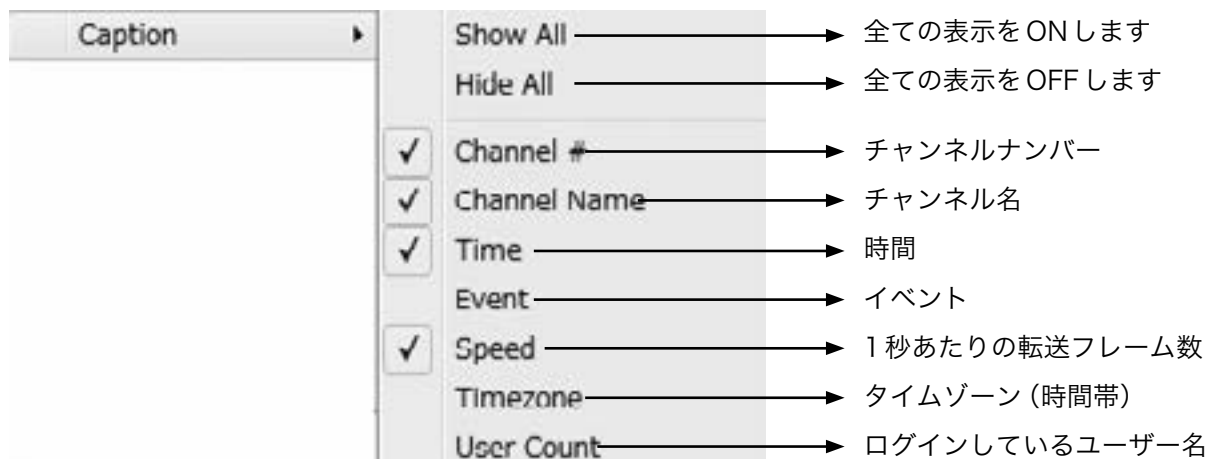 Caption Show All 全ての表示をONします
Hide All 全ての表示をOFFします
Channel # チャンネルナンバー
Channel Name チャンネル名
Time 時間
Event イベント
Speed 1秒あたりの転送フレーム数
Timezone タイムゾーン(時間帯)
User Count ログインしているユーザー名